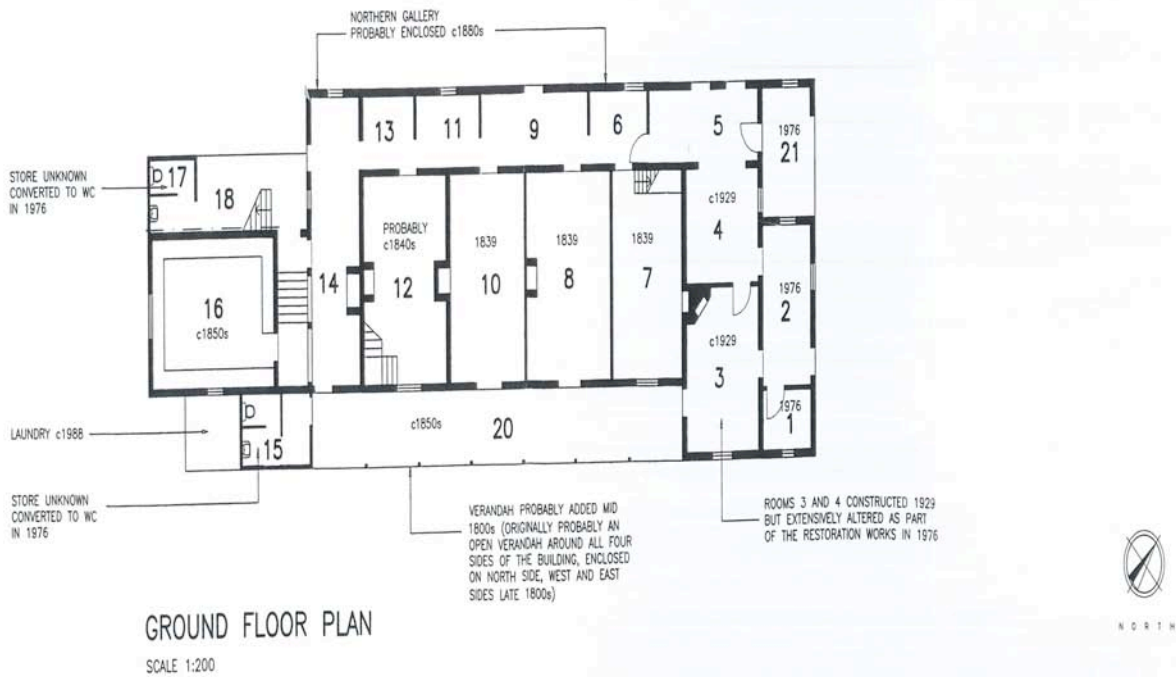 NORTHERN GALLERY
PROBABLY ENCLOSED c1880s
13
11
9
6
5
1976
21
STORE UNKNOWN
CONVERTED TO WC
IN 1976
17
18
PROBABLY
c1840s
12
1839
10
1839
8
1839
7
c1929
4
14
16
c1850s
1976
2
c1929
3
1976
1
LAUNDRY c1988
15
c1850s
20
STORE UNKNOWN
CONVERTED TO WC
IN 1976
VERANDAH PROBABLY ADDED MID
1800s (ORIGINALLY PROBABLY AN
OPEN VERANDAH AROUND ALL FOUR
SIDES OF THE BUILDING, ENCLOSED
ON NORTH SIDE, WEST AND EAST
SIDES LATE 1800s)
ROOMS 3 AND 4 CONSTRUCTED 1929
BUT EXTENSIVELY ALTERED AS PART
OF THE RESTORATION WORKS IN 1976
NORTH
GROUND FLOOR PLAN
SCALE 1:200